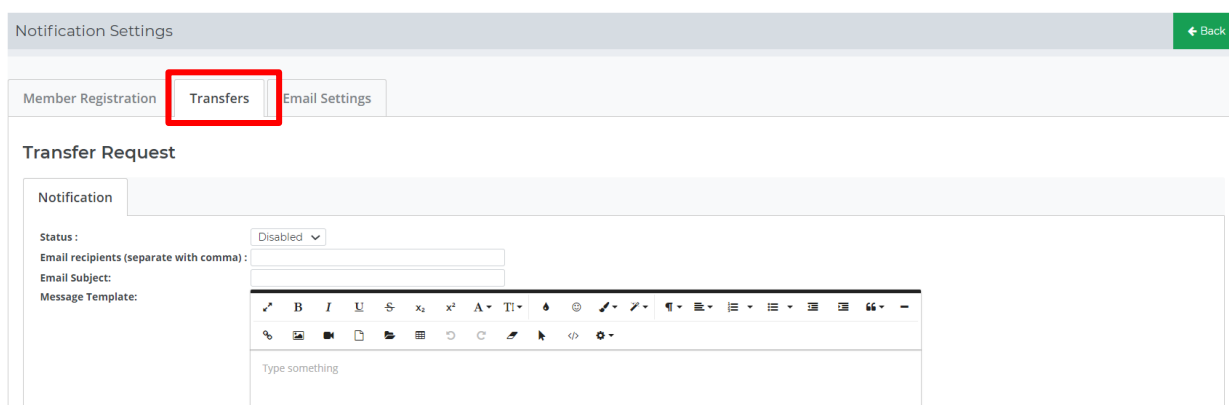 Notification Settings
Back
Member Registration Transfers Email Settings
Transfer Request
Notification
Status : Disabled
Email recipients (separate with comma) :
Email Subject:
Message Template:
B I U S x₂ x² A TI
Type something